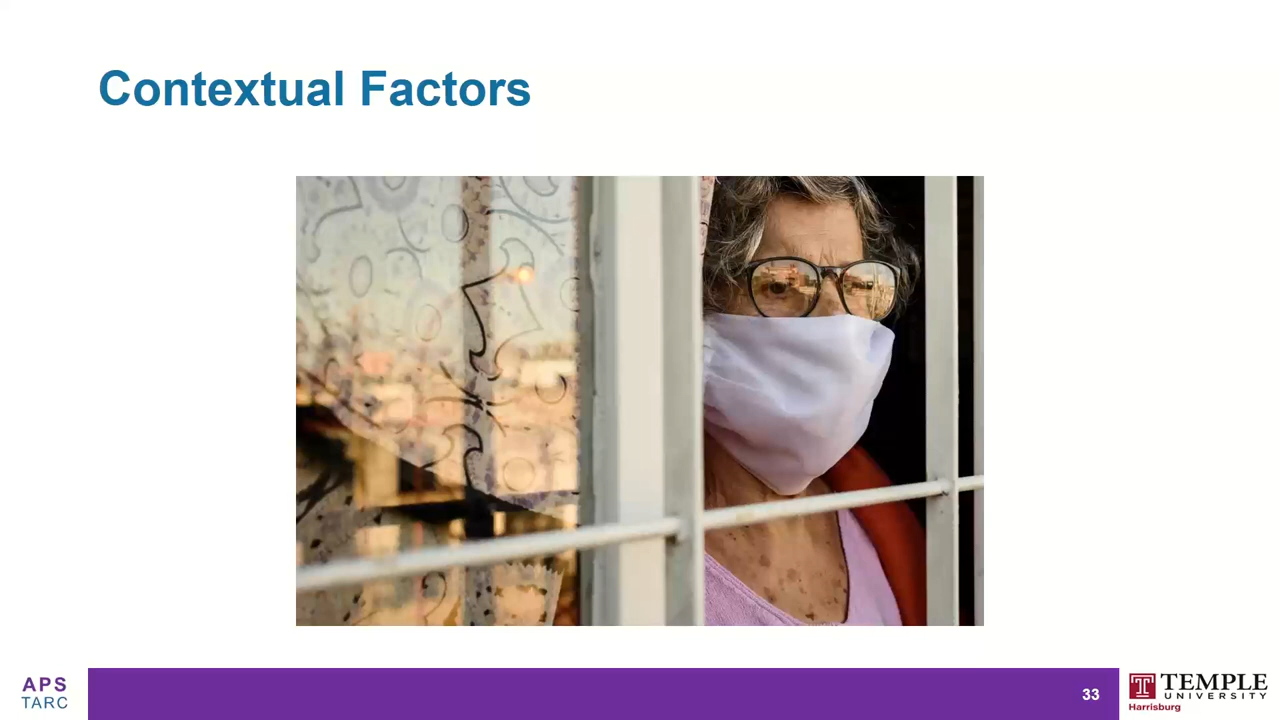 Contextual Factors
APS
TARC
33
TEMPLE
UNIVERSITY
Harrisburg